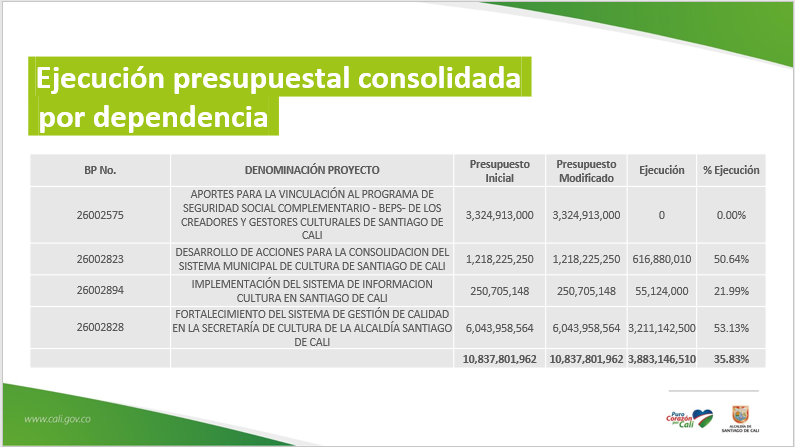 Ejecución presupuestal consolidada
por dependencia
BP No. DENOMINACIÓN PROYECTO Presupuesto Inicial Presupuesto Modificado Ejecución % Ejecución
26002575 APORTES PARA LA VINCULACIÓN AL PROGRAMA DE
SEGURIDAD SOCIAL COMPLEMENTARIO - BEPS- DE LOS
CREADORES Y GESTORES CULTURALES DE SANTIAGO DE
CALI 3,324,913,000 3,324,913,000 0 0.00%
26002823 DESARROLLO DE ACCIONES PARA LA CONSOLIDACION DEL
SISTEMA MUNICIPAL DE CULTURA DE SANTIAGO DE CALI 1,218,225,250 1,218,225,250 616,880,010 50.64%
26002894 IMPLEMENTACIÓN DEL SISTEMA DE INFORMACION
CULTURA EN SANTIAGO DE CALI 250,705,148 250,705,148 55,124,000 21.99%
26002828 FORTALECIMIENTO DEL SISTEMA DE GESTIÓN DE CALIDAD
EN LA SECRETARÍA DE CULTURA DE LA ALCALDÍA SANTIAGO
DE CALI 6,043,958,564 6,043,958,564 3,211,142,500 53.13%
10,837,801,962 10,837,801,962 3,883,146,510 35.83%
www.cali.gov.co
Puro
Corazón
por Cali
ALCALDÍA DE
SANTIAGO DE CALI